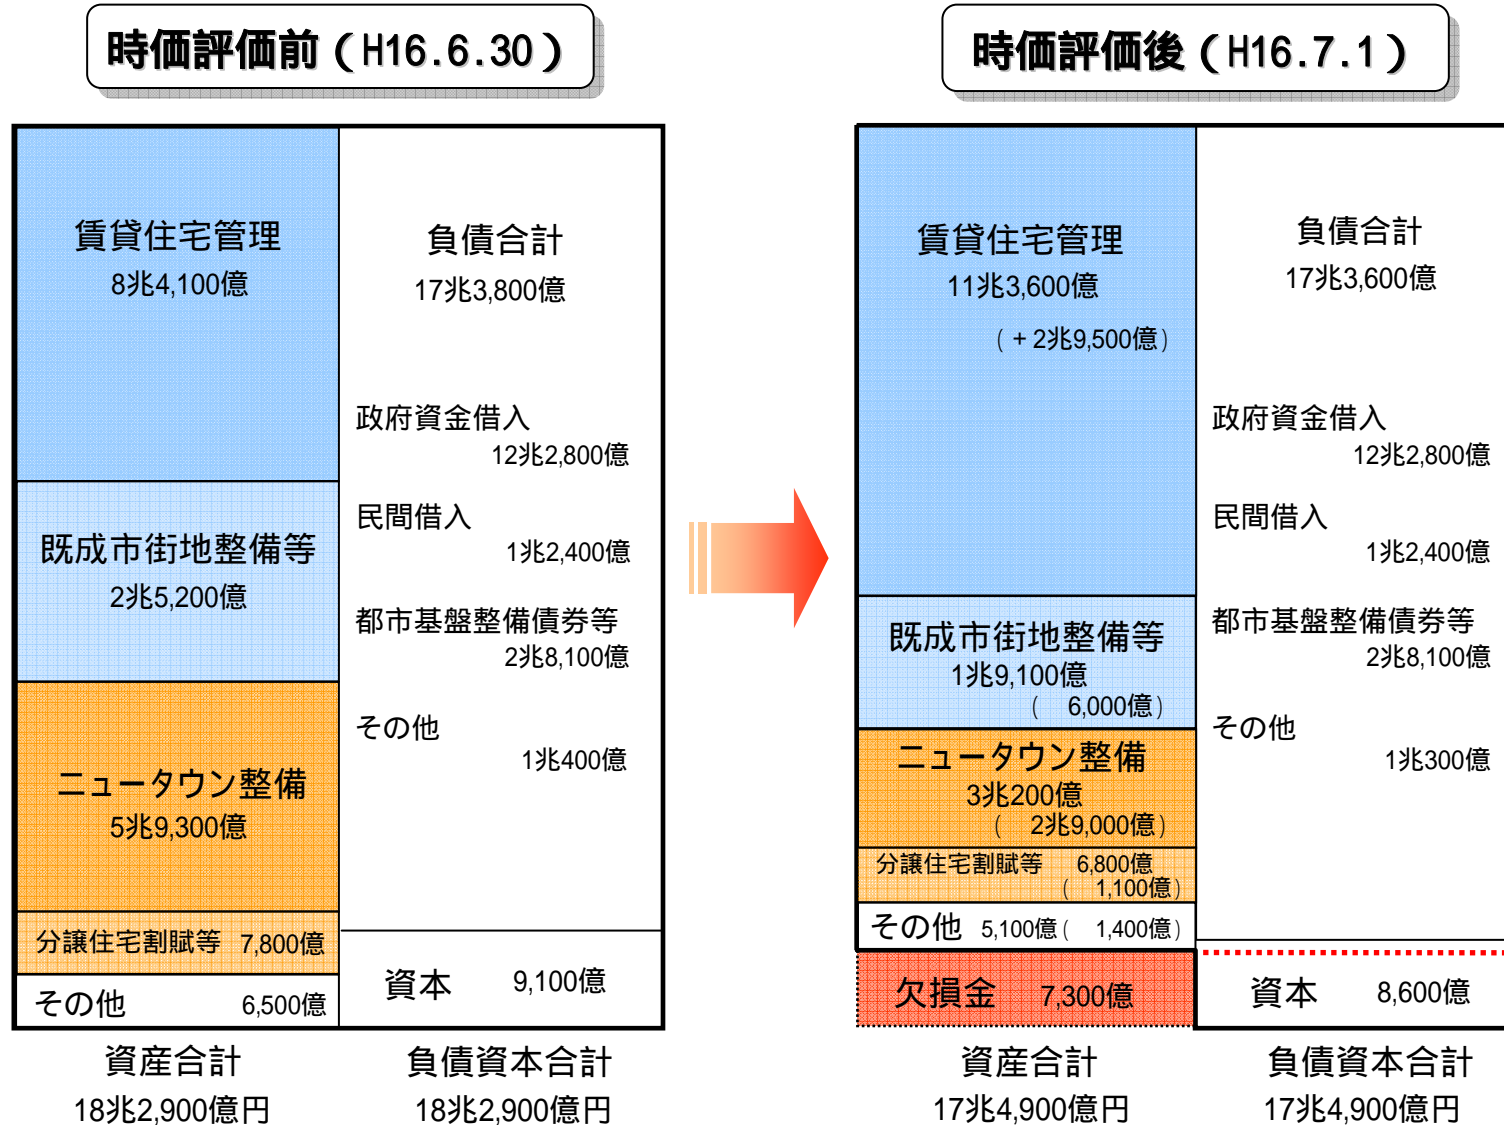 時価評価前（H16.6.30）
賃貸住宅管理
8兆4,100億
既成市街地整備等
2兆5,200億
ニュータウン整備
5兆9,300億
分譲住宅割賦等 7,800億
その他 6,500億
負債合計
17兆3,800億
政府資金借入
12兆2,800億
民間借入
1兆2,400億
都市基盤整備債券等
2兆8,100億
その他
1兆400億
資本 9,100億
資産合計
18兆2,900億円
負債資本合計
18兆2,900億円
時価評価後（H16.7.1）
賃貸住宅管理
11兆3,600億
（+2兆9,500億）
既成市街地整備等
1兆9,100億
（ 6,000億）
ニュータウン整備
3兆200億
（ 2兆9,000億）
分譲住宅割賦等 6,800億
（ 1,100億）
その他 5,100億（ 1,400億）
欠損金 7,300億
負債合計
17兆3,600億
政府資金借入
12兆2,800億
民間借入
1兆2,400億
都市基盤整備債券等
2兆8,100億
その他
1兆300億
資本 8,600億
資産合計
17兆4,900億円
負債資本合計
17兆4,900億円